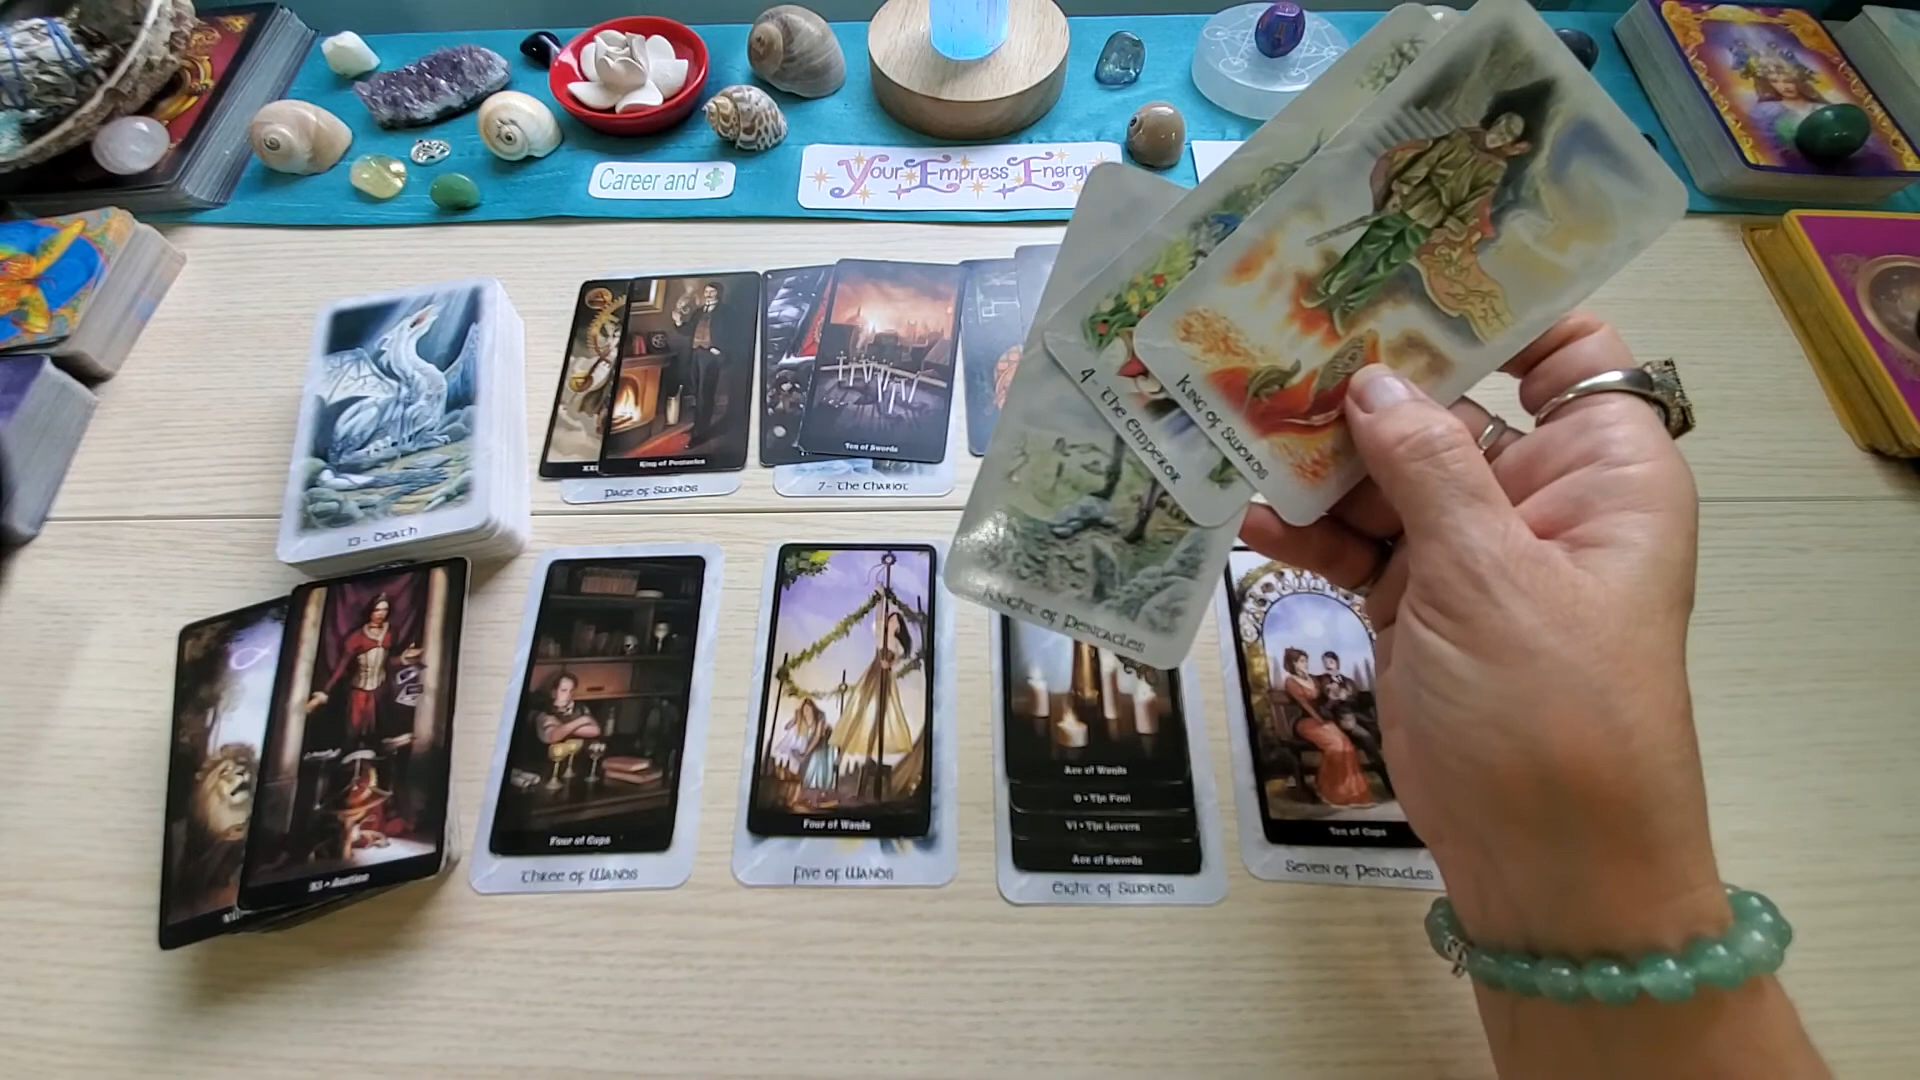 Career and $
Your Empress Energy
King of Swords
4- The Emperor
Knight of Pentacles
13- Death
XXI
King of Pentacles
Page of Swords
Ten of Swords
7- The Chariot
XI • Justice
Four of Cups
Three of Wands
Four of Wands
Five of Wands
Ace of Wands
0 • The Fool
VI • The Lovers
Ace of Swords
Eight of Swords
Ten of Cups
Seven of Pentacles